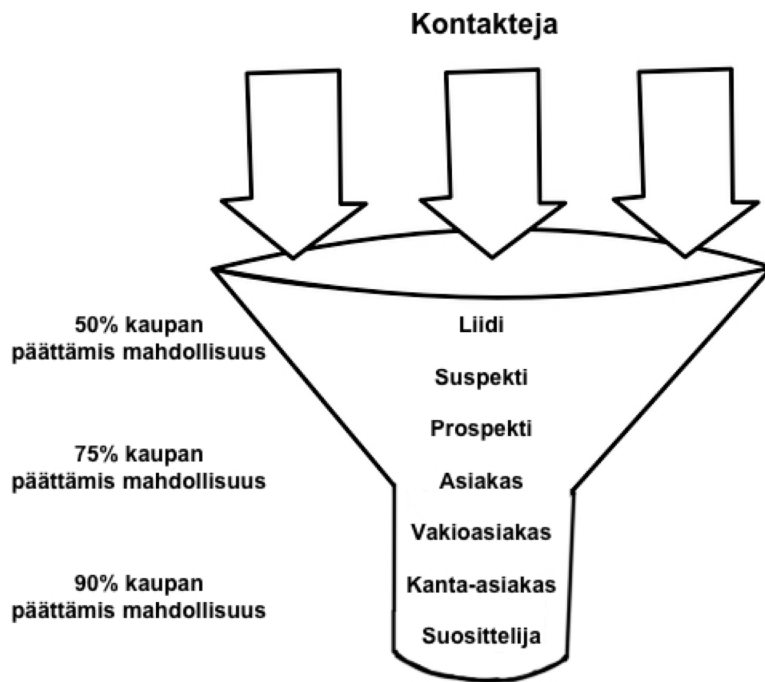 Kontakteja
50% kaupan
päättämis mahdollisuus
Liidi
Suspekti
Prospekti
75% kaupan
päättämis mahdollisuus
Asiakas
Vakioasiakas
90% kaupan
päättämis mahdollisuus
Kanta-asiakas
Suosittelija